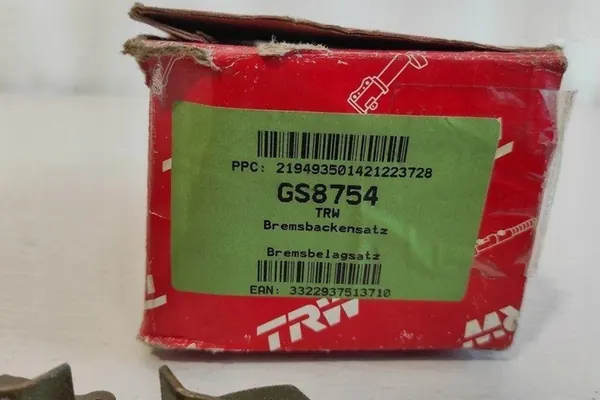 PPC: 219493501421223728
GS8754
TRW
Bremsbackensatz
Bremsbelagsatz
EAN: 3322937513710
TRW